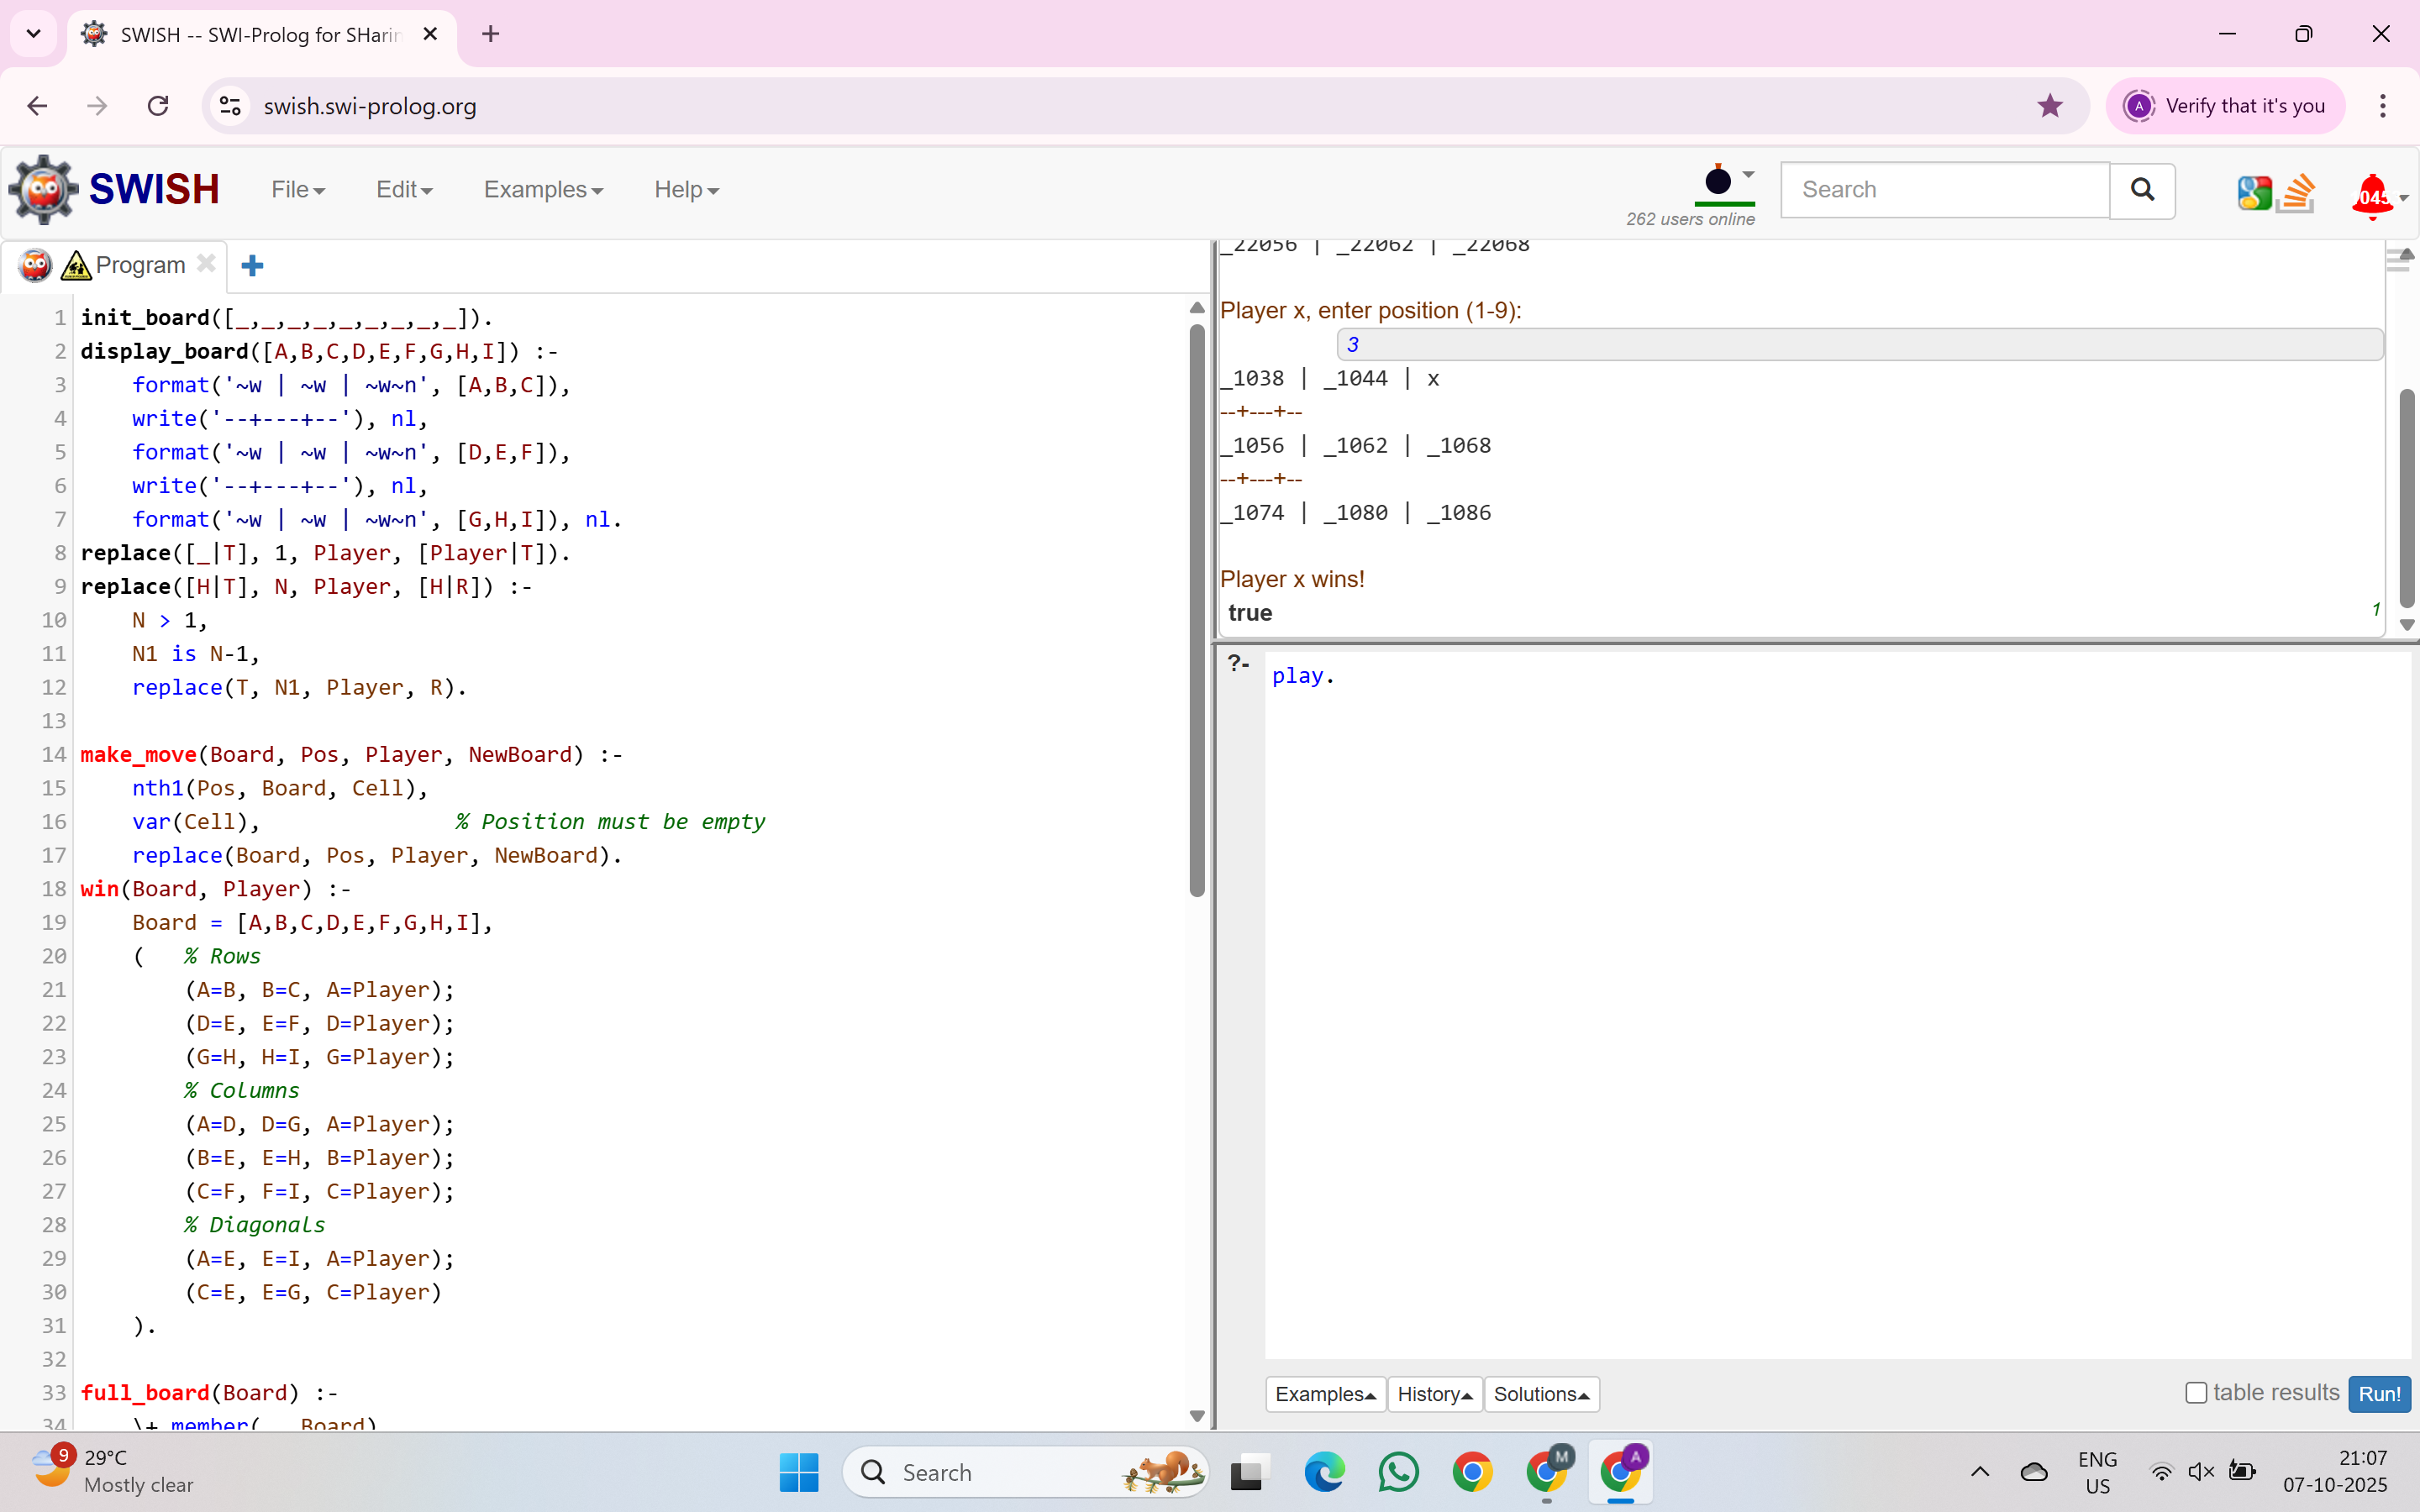 SWISH -- SWI-Prolog for SHarin
swish.swi-prolog.org
A Verify that it's you
SWISH File Edit Examples Help
262 users online
Search
Program
1 init_board([_,_,_,_,_,_,_,_,_]).
2 display_board([A,B,C,D,E,F,G,H,I]) :-
3 format('~w | ~w | ~w~n', [A,B,C]),
4 write('--+---+--'), nl,
5 format('~w | ~w | ~w~n', [D,E,F]),
6 write('--+---+--'), nl,
7 format('~w | ~w | ~w~n', [G,H,I]), nl.
8 replace([_|T], 1, Player, [Player|T]).
9 replace([H|T], N, Player, [H|R]) :-
10 N > 1,
11 N1 is N-1,
12 replace(T, N1, Player, R).
13
14 make_move(Board, Pos, Player, NewBoard) :-
15 nth1(Pos, Board, Cell),
16 var(Cell), % Position must be empty
17 replace(Board, Pos, Player, NewBoard).
18 win(Board, Player) :-
19 Board = [A,B,C,D,E,F,G,H,I],
20 ( % Rows
21 (A=B, B=C, A=Player);
22 (D=E, E=F, D=Player);
23 (G=H, H=I, G=Player);
24 % Columns
25 (A=D, D=G, A=Player);
26 (B=E, E=H, B=Player);
27 (C=F, F=I, C=Player);
28 % Diagonals
29 (A=E, E=I, A=Player);
30 (C=E, E=G, C=Player)
31 ).
32
33 full_board(Board) :-
34 \+ member(_, Board)
_22056 | _22062 | _22068
Player x, enter position (1-9):
3
_1038 | _1044 | x
--+---+--
_1056 | _1062 | _1068
--+---+--
_1074 | _1080 | _1086
Player x wins!
true
1
?- play.
Examples History Solutions
table results Run!
9
29°C
Mostly clear
Search
M
A
ENG
US
21:07
07-10-2025